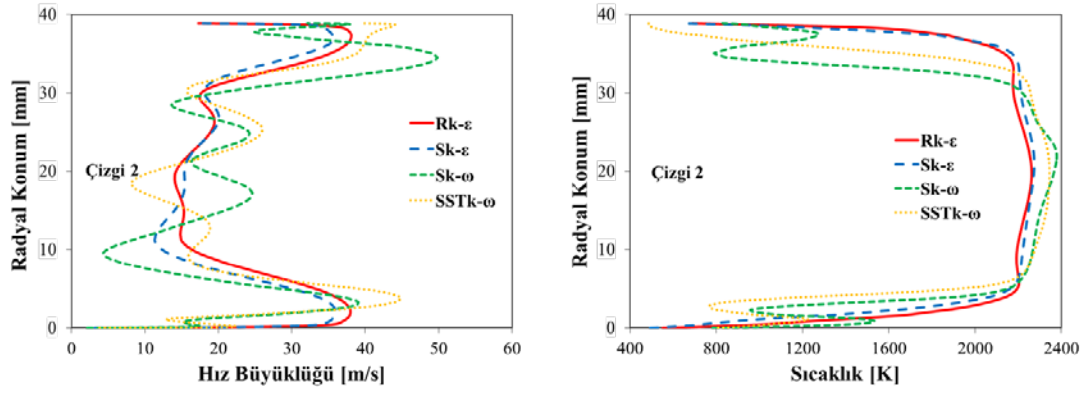 40
30
20
10
0
Radyal Konum [mm]
Çizgi 2
Rk-ε
Sk-ε
Sk-ω
SSTk-ω
0 10 20 30 40 50 60
Hız Büyüklüğü [m/s]
40
30
20
10
0
Radyal Konum [mm]
Çizgi 2
Rk-ε
Sk-ε
Sk-ω
SSTk-ω
400 800 1200 1600 2000 2400
Sıcaklık [K]